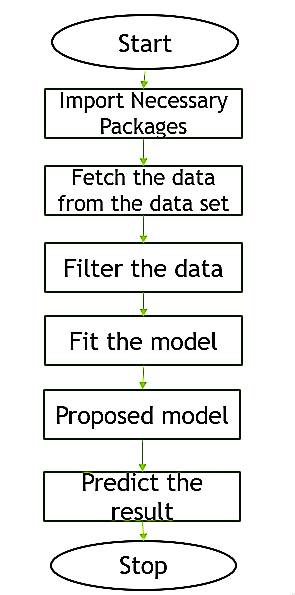 Start
Import Necessary
Packages
Fetch the data
from the data set
Filter the data
Fit the model
Proposed model
Predict the
result
Stop